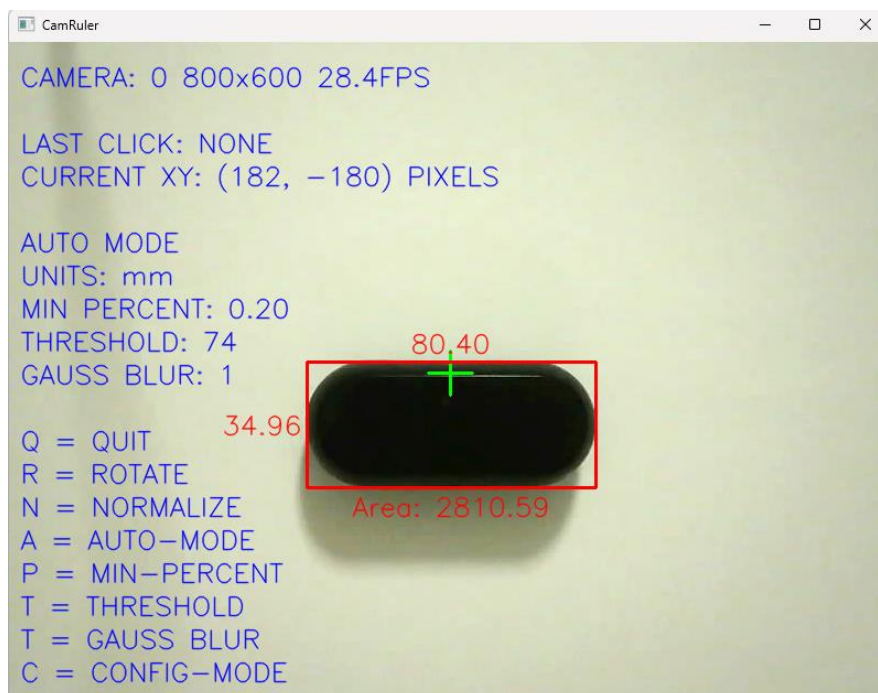 CamRuler
CAMERA: 0 800x600 28.4FPS
LAST CLICK: NONE
CURRENT XY: (182, −180) PIXELS
AUTO MODE
UNITS: mm
MIN PERCENT: 0.20
THRESHOLD: 74
GAUSS BLUR: 1
80.40
34.96
Area: 2810.59
Q = QUIT
R = ROTATE
N = NORMALIZE
A = AUTO−MODE
P = MIN−PERCENT
T = THRESHOLD
T = GAUSS BLUR
C = CONFIG−MODE